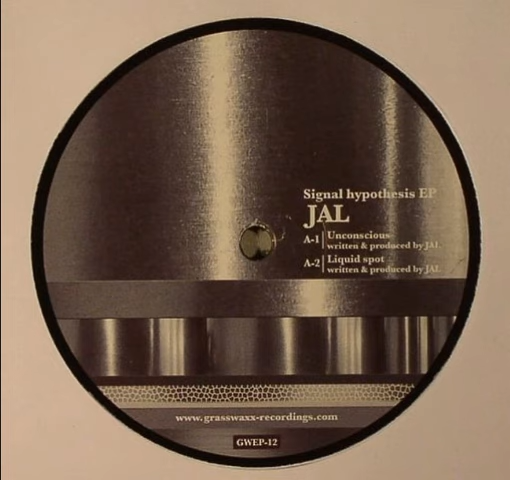 Signal hypothesis EP
JAL
A-1 Unconscious
written & produced by JAL
A-2 Liquid spot
written & produced by JAL
www.grasswaxx-recordings.com
GWEP-12